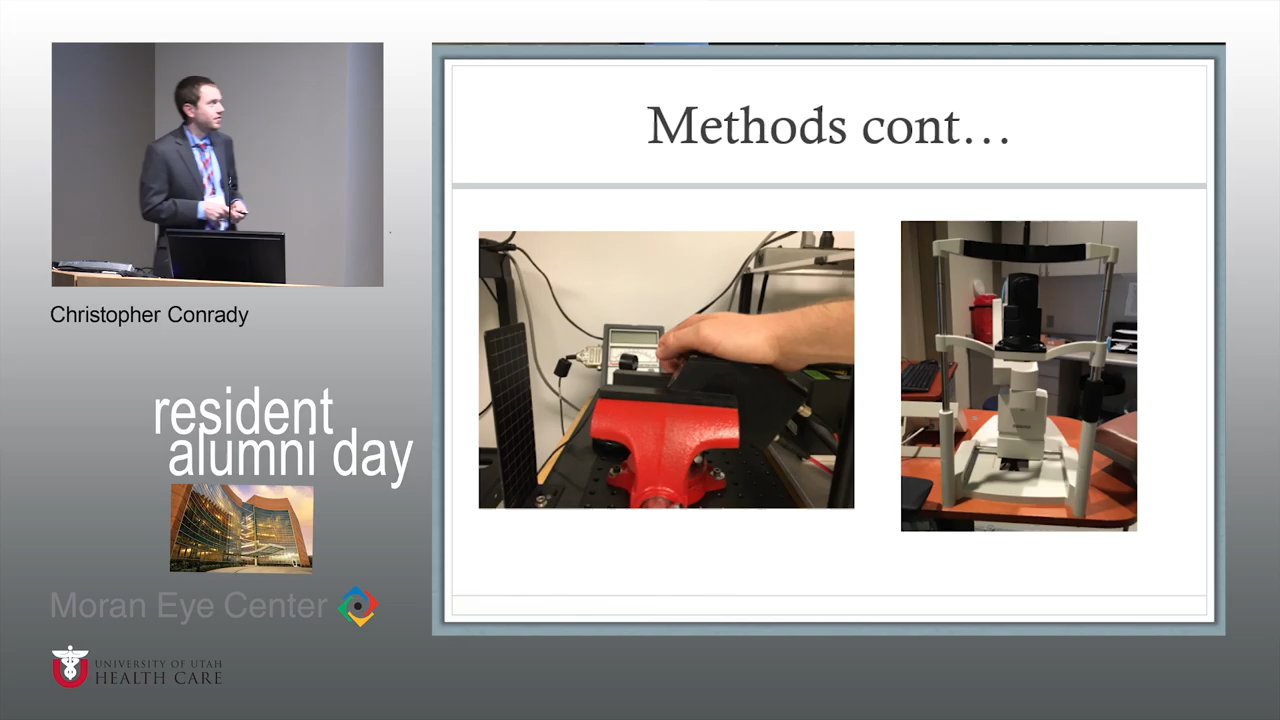 Methods cont…
Christopher Conrady
resident
alumni day
Moran Eye Center
UNIVERSITY OF UTAH
HEALTH CARE